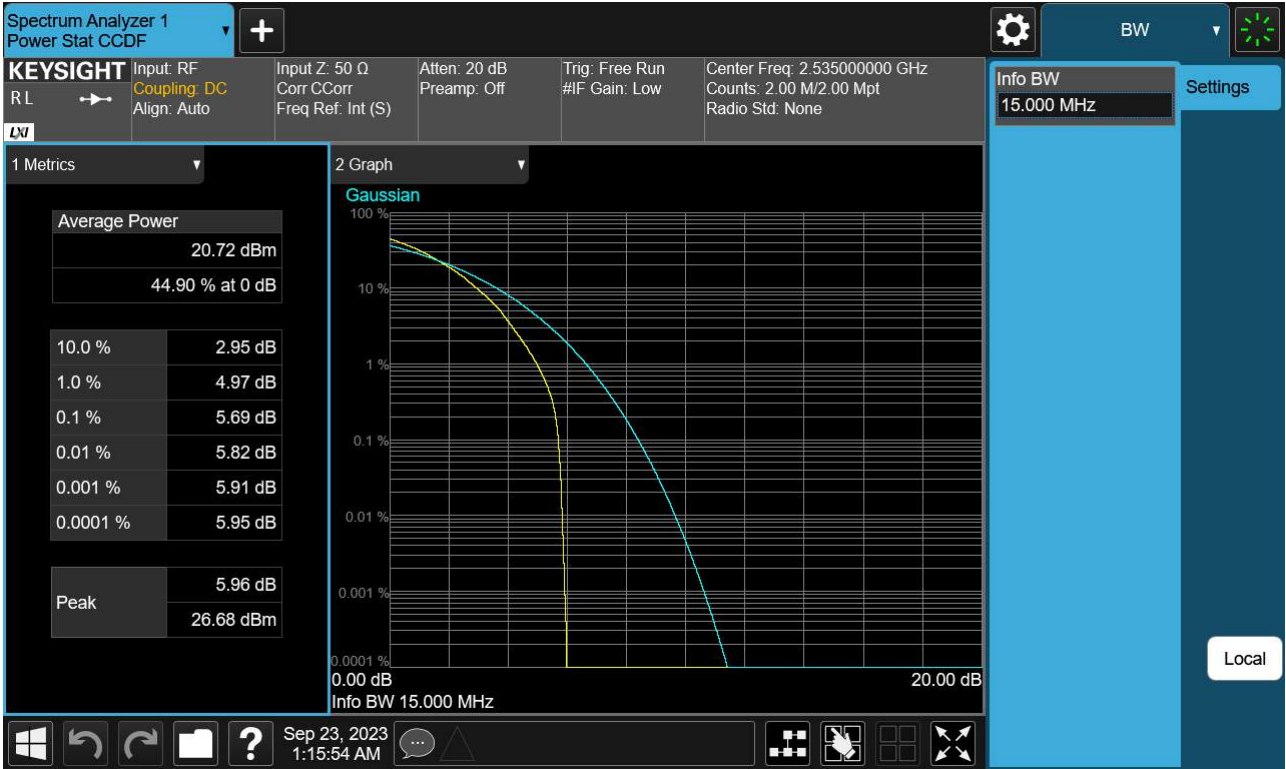 Spectrum Analyzer 1
Power Stat CCDF
+
BW
KEYSIGHT
R L
LXI
Input: RF
Coupling: DC
Align: Auto
Input Z: 50 Ω
Corr CCorr
Freq Ref: Int (S)
Atten: 20 dB
Preamp: Off
Trig: Free Run
#IF Gain: Low
Center Freq: 2.535000000 GHz
Counts: 2.00 M/2.00 Mpt
Radio Std: None
Info BW
15.000 MHz
Settings
1 Metrics
Average Power
20.72 dBm
44.90 % at 0 dB
10.0 % 2.95 dB
1.0 % 4.97 dB
0.1 % 5.69 dB
0.01 % 5.82 dB
0.001 % 5.91 dB
0.0001 % 5.95 dB
Peak
5.96 dB
26.68 dBm
2 Graph
Gaussian
100 %
10 %
1 %
0.1 %
0.01 %
0.001 %
0.0001 %
0.00 dB 20.00 dB
Info BW 15.000 MHz
Local
?
Sep 23, 2023
1:15:54 AM